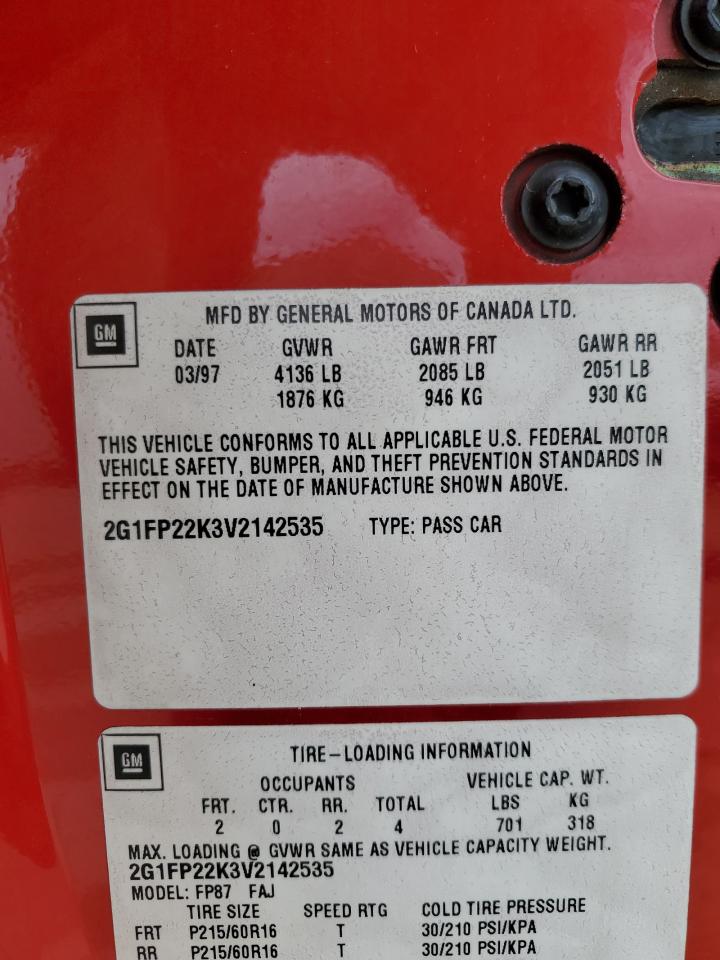 GM
MFD BY GENERAL MOTORS OF CANADA LTD.
DATE GVWR GAWR FRT GAWR RR
03/97 4136 LB 2085 LB 2051 LB
1876 KG 946 KG 930 KG
THIS VEHICLE CONFORMS TO ALL APPLICABLE U.S. FEDERAL MOTOR
VEHICLE SAFETY, BUMPER, AND THEFT PREVENTION STANDARDS IN
EFFECT ON THE DATE OF MANUFACTURE SHOWN ABOVE.
2G1FP22K3V2142535 TYPE: PASS CAR
GM
TIRE-LOADING INFORMATION
OCCUPANTS VEHICLE CAP. WT.
FRT. CTR. RR. TOTAL LBS KG
2 0 2 4 701 318
MAX. LOADING @ GVWR SAME AS VEHICLE CAPACITY WEIGHT.
2G1FP22K3V2142535
MODEL: FP87 FAJ
TIRE SIZE SPEED RTG COLD TIRE PRESSURE
FRT P215/60R16 T 30/210 PSI/KPA
RR P215/60R16 T 30/210 PSI/KPA